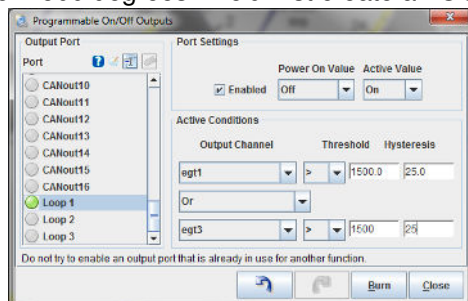 Programmable On/Off Outputs
Output Port
Port
CANout10
CANout11
CANout12
CANout13
CANout14
CANout15
CANout16
Loop 1
Loop 2
Loop 3
Port Settings
Power On Value Active Value
Enabled Off On
Active Conditions
Output Channel Threshold Hysteresis
egt1 > 1500.0 25.0
Or
egt3 > 1500 25
Do not try to enable an output port that is already in use for another function.
Burn Close